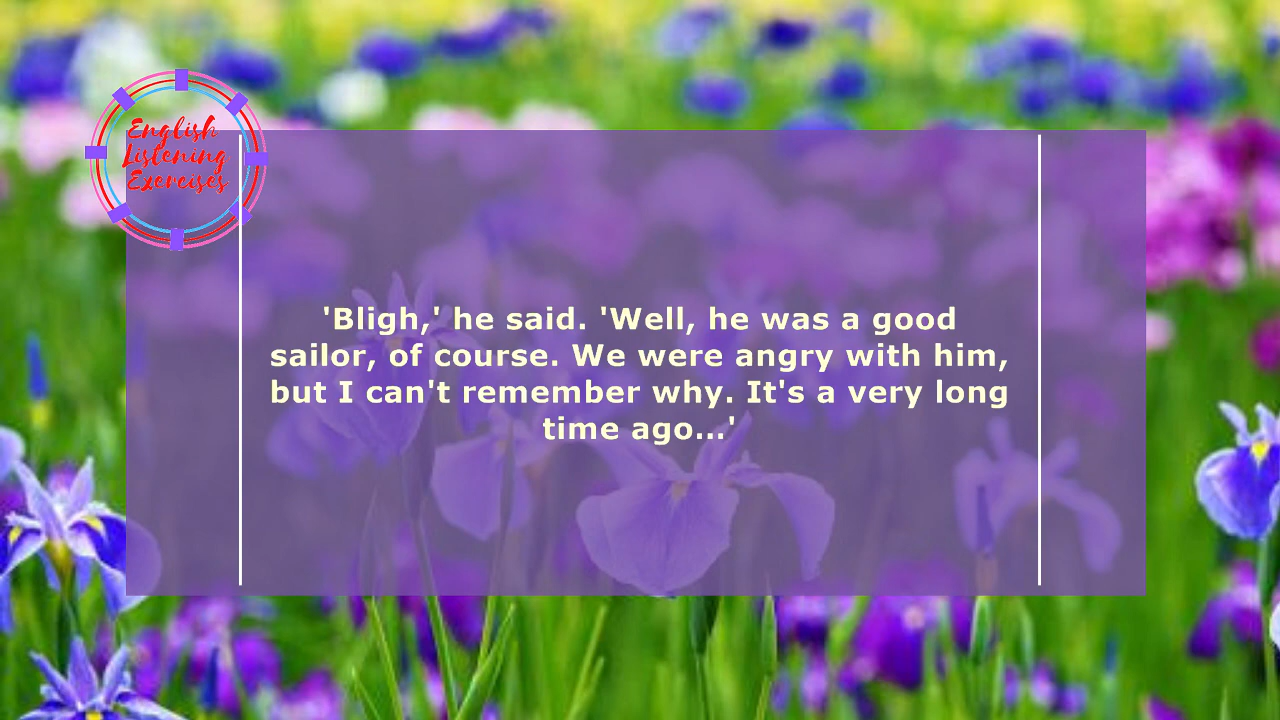 English
Listening
Exercises
'Bligh,' he said. 'Well, he was a good
sailor, of course. We were angry with him,
but I can't remember why. It's a very long
time ago...'